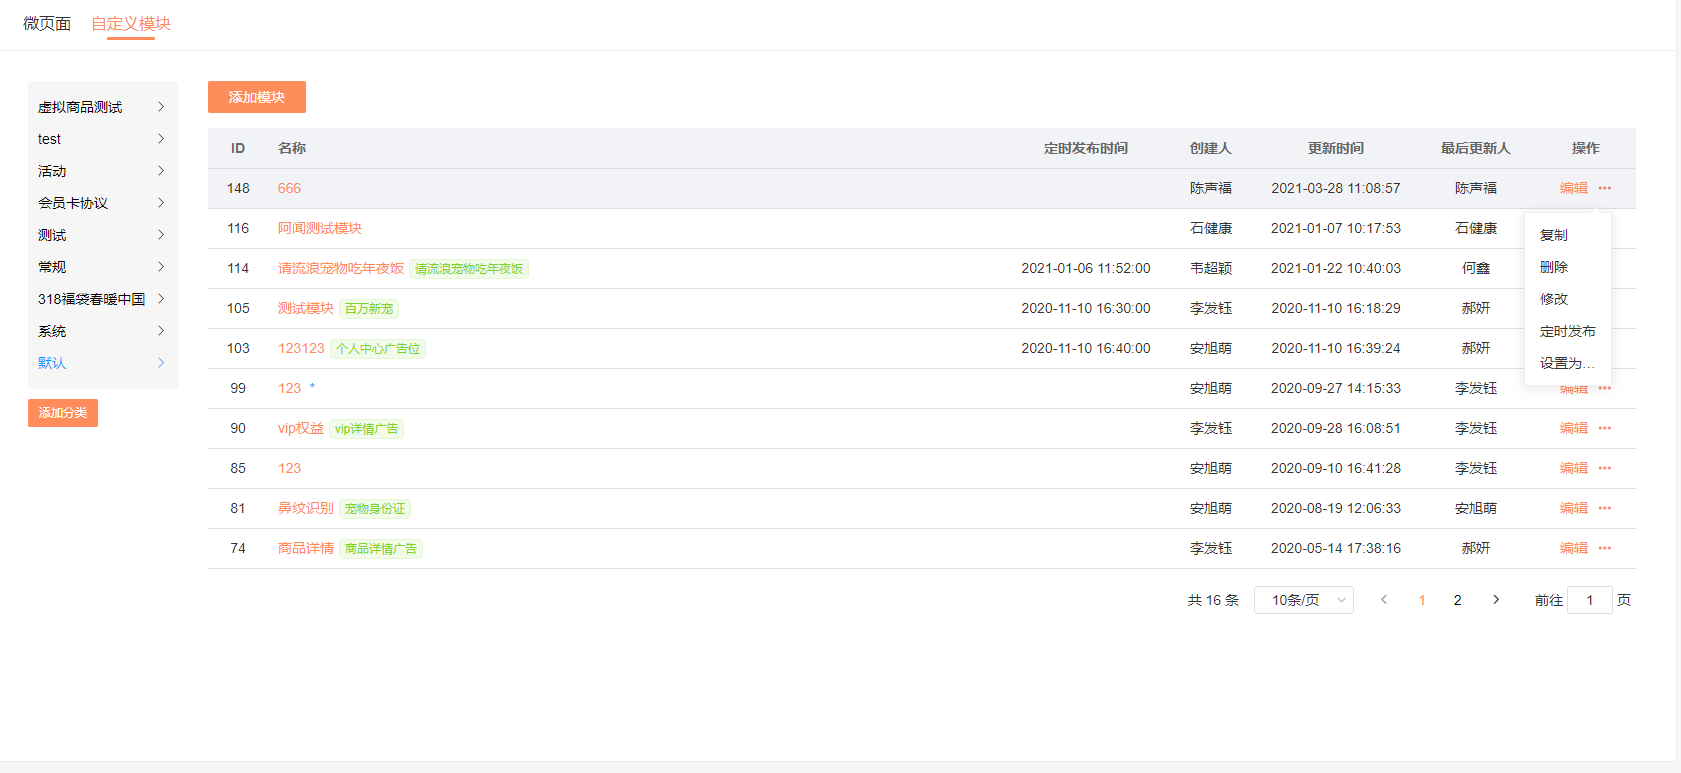 微页面 自定义模块
虚拟商品测试
test
活动
会员卡协议
测试
常规
318福袋春暖中国
系统
默认
添加分类
添加模块
ID 名称 定时发布时间 创建人 更新时间 最后更新人 操作
148 666 陈声福 2021-03-28 11:08:57 陈声福 编辑 •••
116 阿闻测试模块 石健康 2021-01-07 10:17:53 石健康
114 请流浪宠物吃年夜饭 请流浪宠物吃年夜饭 2021-01-06 11:52:00 韦超颖 2021-01-22 10:40:03 何鑫
105 测试模块 百万新宠 2020-11-10 16:30:00 李发钰 2020-11-10 16:18:29 郝妍
103 123123 个人中心广告位 2020-11-10 16:40:00 安旭萌 2020-11-10 16:39:24 郝妍
99 123 * 安旭萌 2020-09-27 14:15:33 李发钰 编辑 •••
90 vip权益 vip详情广告 李发钰 2020-09-28 16:08:51 李发钰 编辑 •••
85 123 安旭萌 2020-09-10 16:41:28 李发钰 编辑 •••
81 鼻纹识别 宠物身份证 安旭萌 2020-08-19 12:06:33 安旭萌 编辑 •••
74 商品详情 商品详情广告 李发钰 2020-05-14 17:38:16 郝妍 编辑 •••
复制
删除
修改
定时发布
设置为...
共 16 条 10条/页 1 2 前往 1 页